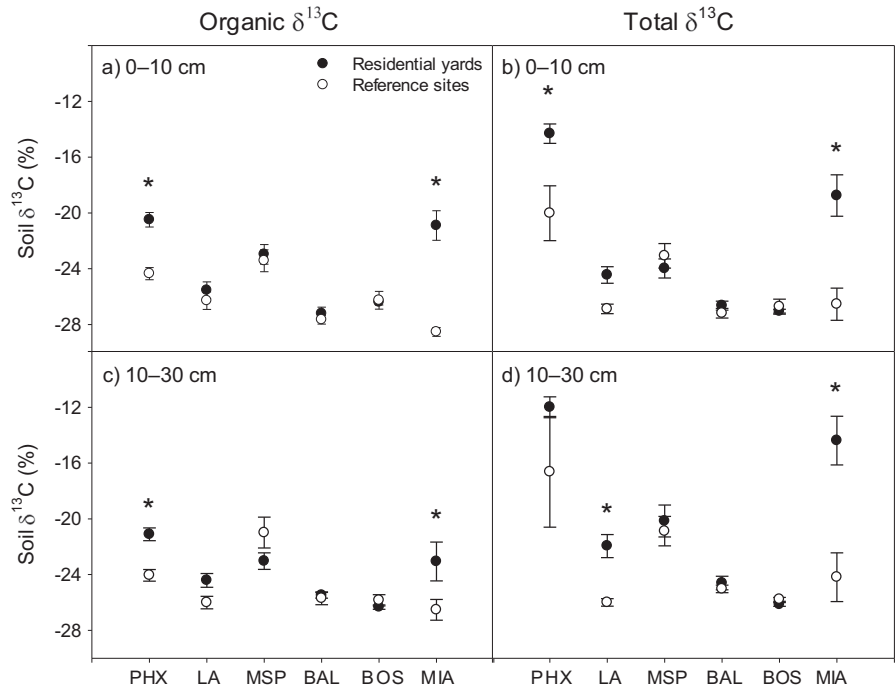 Organic δ¹³C
Total δ¹³C
a) 0–10 cm
Residential yards
Reference sites
b) 0–10 cm
*
*
*
*
Soil δ¹³C (%)
-12
-16
-20
-24
-28
c) 10–30 cm
d) 10–30 cm
*
*
*
*
Soil δ¹³C (%)
-12
-16
-20
-24
-28
PHX LA MSP BAL BOS MIA
PHX LA MSP BAL BOS MIA